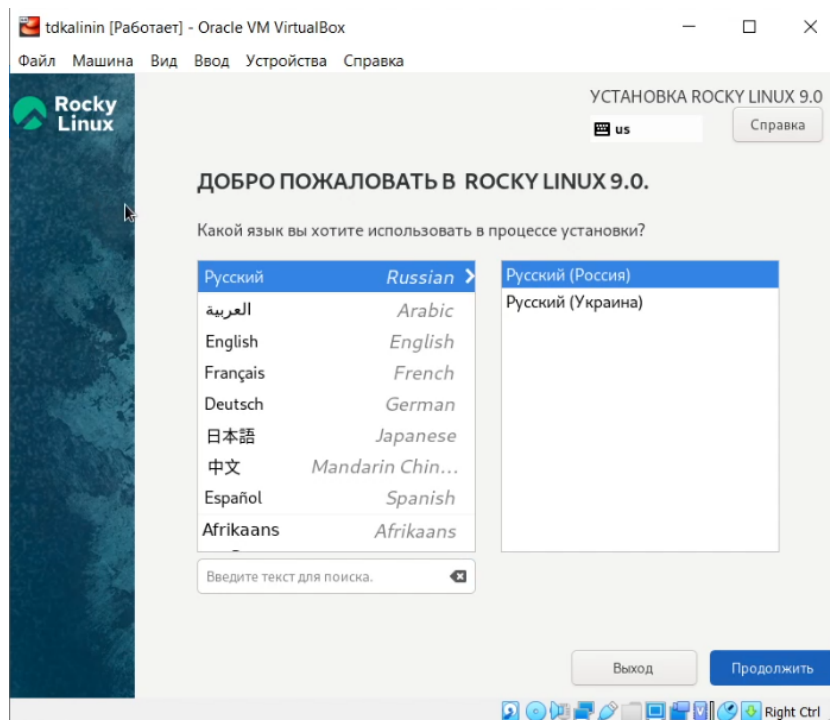 tdkalinin [Работает] - Oracle VM VirtualBox
Файл Машина Вид Ввод Устройства Справка
Rocky
Linux
УСТАНОВКА ROCKY LINUX 9.0
us
Справка
ДОБРО ПОЖАЛОВАТЬ В ROCKY LINUX 9.0.
Какой язык вы хотите использовать в процессе установки?
Русский Russian
العربية Arabic
English English
Français French
Deutsch German
日本語 Japanese
中文 Mandarin Chin...
Español Spanish
Afrikaans Afrikaans
Русский (Россия)
Русский (Украина)
Введите текст для поиска.
Выход
Продолжить
Right Ctrl